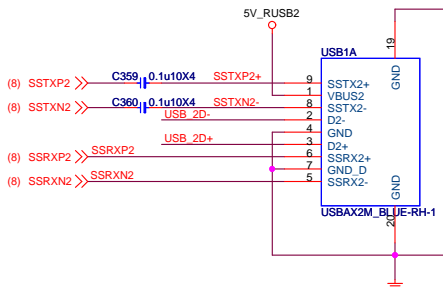 5V_RUSB2
USB1A
19
GND
(8) SSTXP2 C359 0.1u10X4 SSTXP2+ 9 SSTX2+
1 VBUS2
(8) SSTXN2 C360 0.1u10X4 SSTXN2- 8 SSTX2-
USB_2D- 2 D2-
4 GND
USB_2D+ 3 D2+
(8) SSRXP2 SSRXP2 6 SSRX2+
7 GND_D
(8) SSRXN2 SSRXN2 5 SSRX2-
GND
USBAX2M_BLUE-RH-1
20